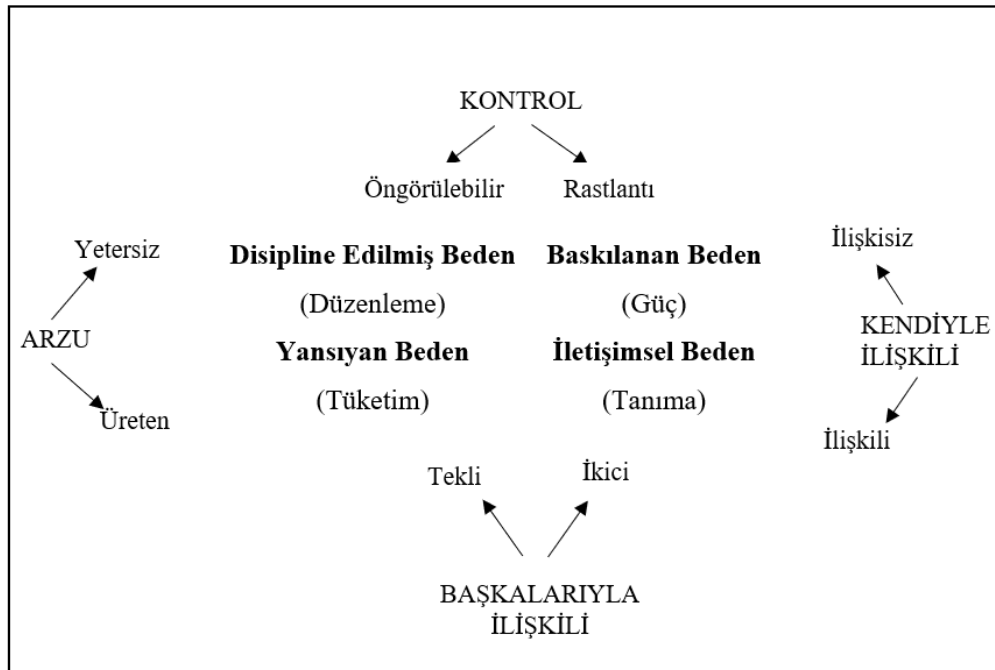 KONTROL
Öngörülebilir
Rastlantı
Yetersiz
Disipline Edilmiş Beden
Baskılanan Beden
İlişkisiz
(Düzenleme)
(Güç)
ARZU
Yansıyan Beden
İletişimsel Beden
KENDİYLE
İLİŞKİLİ
(Tüketim)
(Tanıma)
Üreten
İlişkili
Tekli
İkici
BAŞKALARIYLA
İLİŞKİLİ